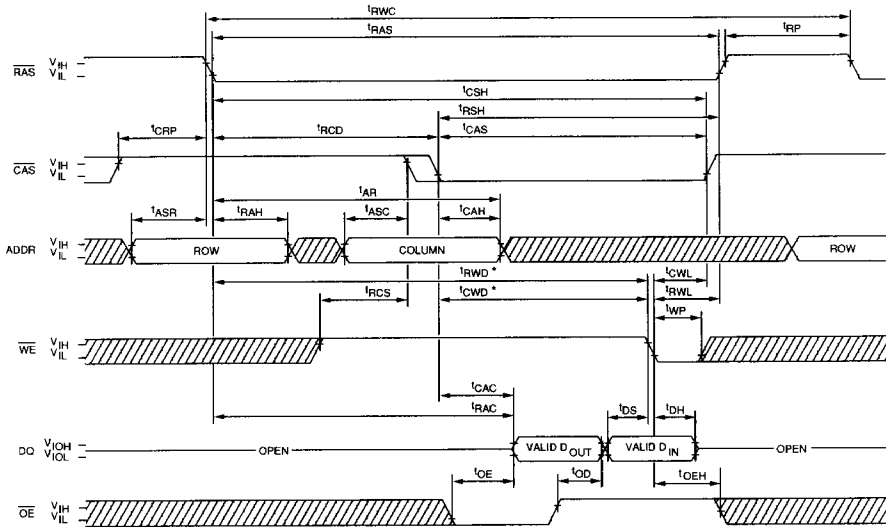 tRWC
tRAS
tRP
RAS VIH
VIL
tCSH
tRSH
tCRP
tRCD
tCAS
CAS VIH
VIL
tAR
tASR
tRAH
tASC
tCAH
ADDR VIH
VIL
ROW
COLUMN
ROW
tRWD *
tCWL
tRCS
tCWD *
tRWL
tWP
WE VIH
VIL
tCAC
tRAC
tDS
tDH
DQ VIOH
VIOL
OPEN
VALID DOUT
VALID DIN
OPEN
tOE
tOD
tOEH
OE VIH
VIL